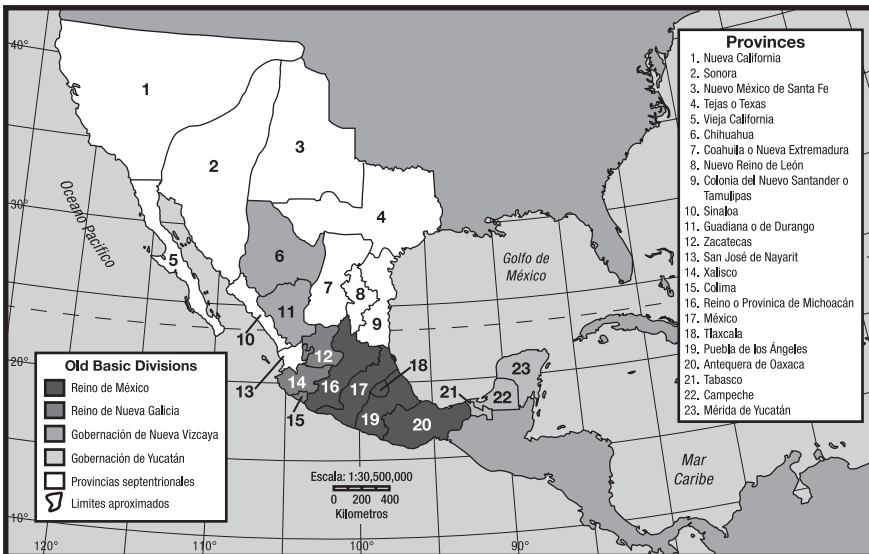 Provinces
1. Nueva California
2. Sonora
3. Nuevo México de Santa Fe
4. Tejas o Texas
5. Vieja California
6. Chihuahua
7. Coahuila o Nueva Extremadura
8. Nuevo Reino de León
9. Colonia del Nuevo Santander o
Tamaulipas
10. Sinaloa
11. Guadiana o de Durango
12. Zacatecas
13. San José de Nayarit
14. Xalisco
15. Colima
16. Reino o Provinica de Michoacán
17. México
18. Tlaxcala
19. Puebla de los Ángeles
20. Antequera de Oaxaca
21. Tabasco
22. Campeche
23. Mérida de Yucatán
40°
30°
20°
10°
1
2
3
4
5
6
7
8
9
10
11
12
13
14
15
16
17
18
19
20
21
22
23
Oceano Pacífico
Golfo de
México
Mar
Caribe
Old Basic Divisions
Reino de México
Reino de Nueva Galicia
Gobernación de Nueva Vizcaya
Gobernación de Yucatán
Provincias septentrionales
Limites aproximados
Escala: 1:30,500,000
0 200 400
Kilometros
120° 110° 100° 90°